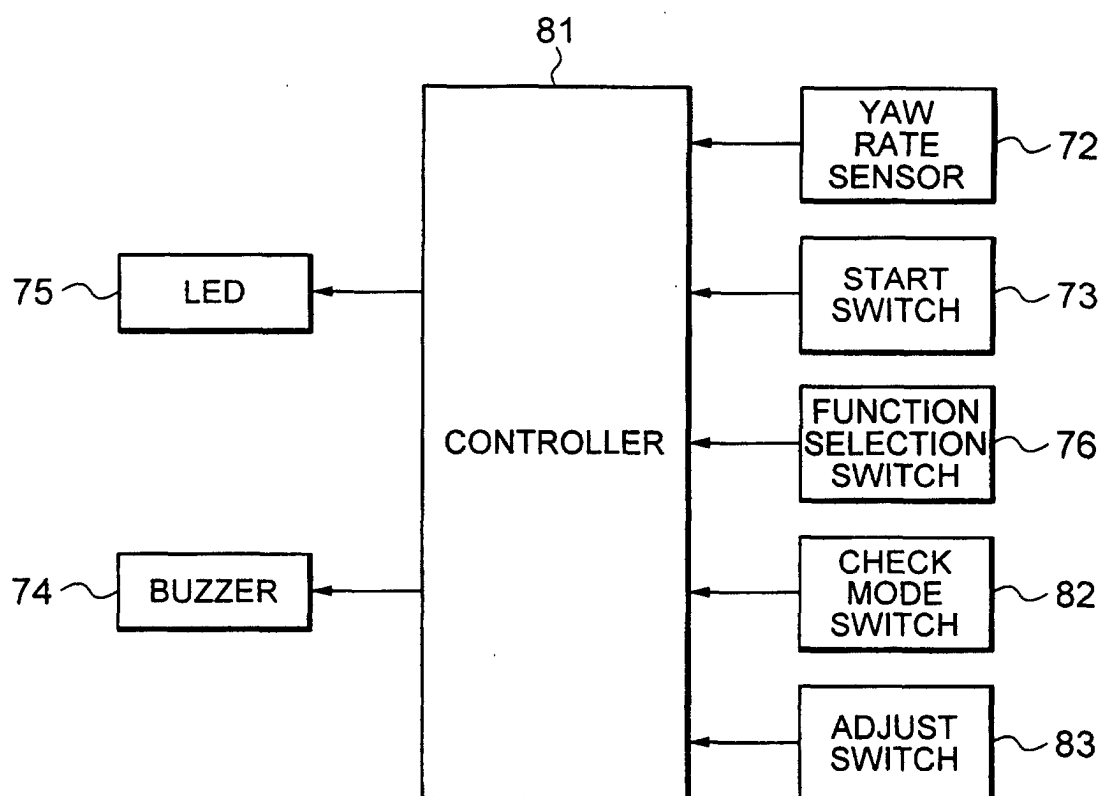 81
YAW
RATE
SENSOR
72
75
LED
START
SWITCH
73
CONTROLLER
FUNCTION
SELECTION
SWITCH
76
74
BUZZER
CHECK
MODE
SWITCH
82
ADJUST
SWITCH
83